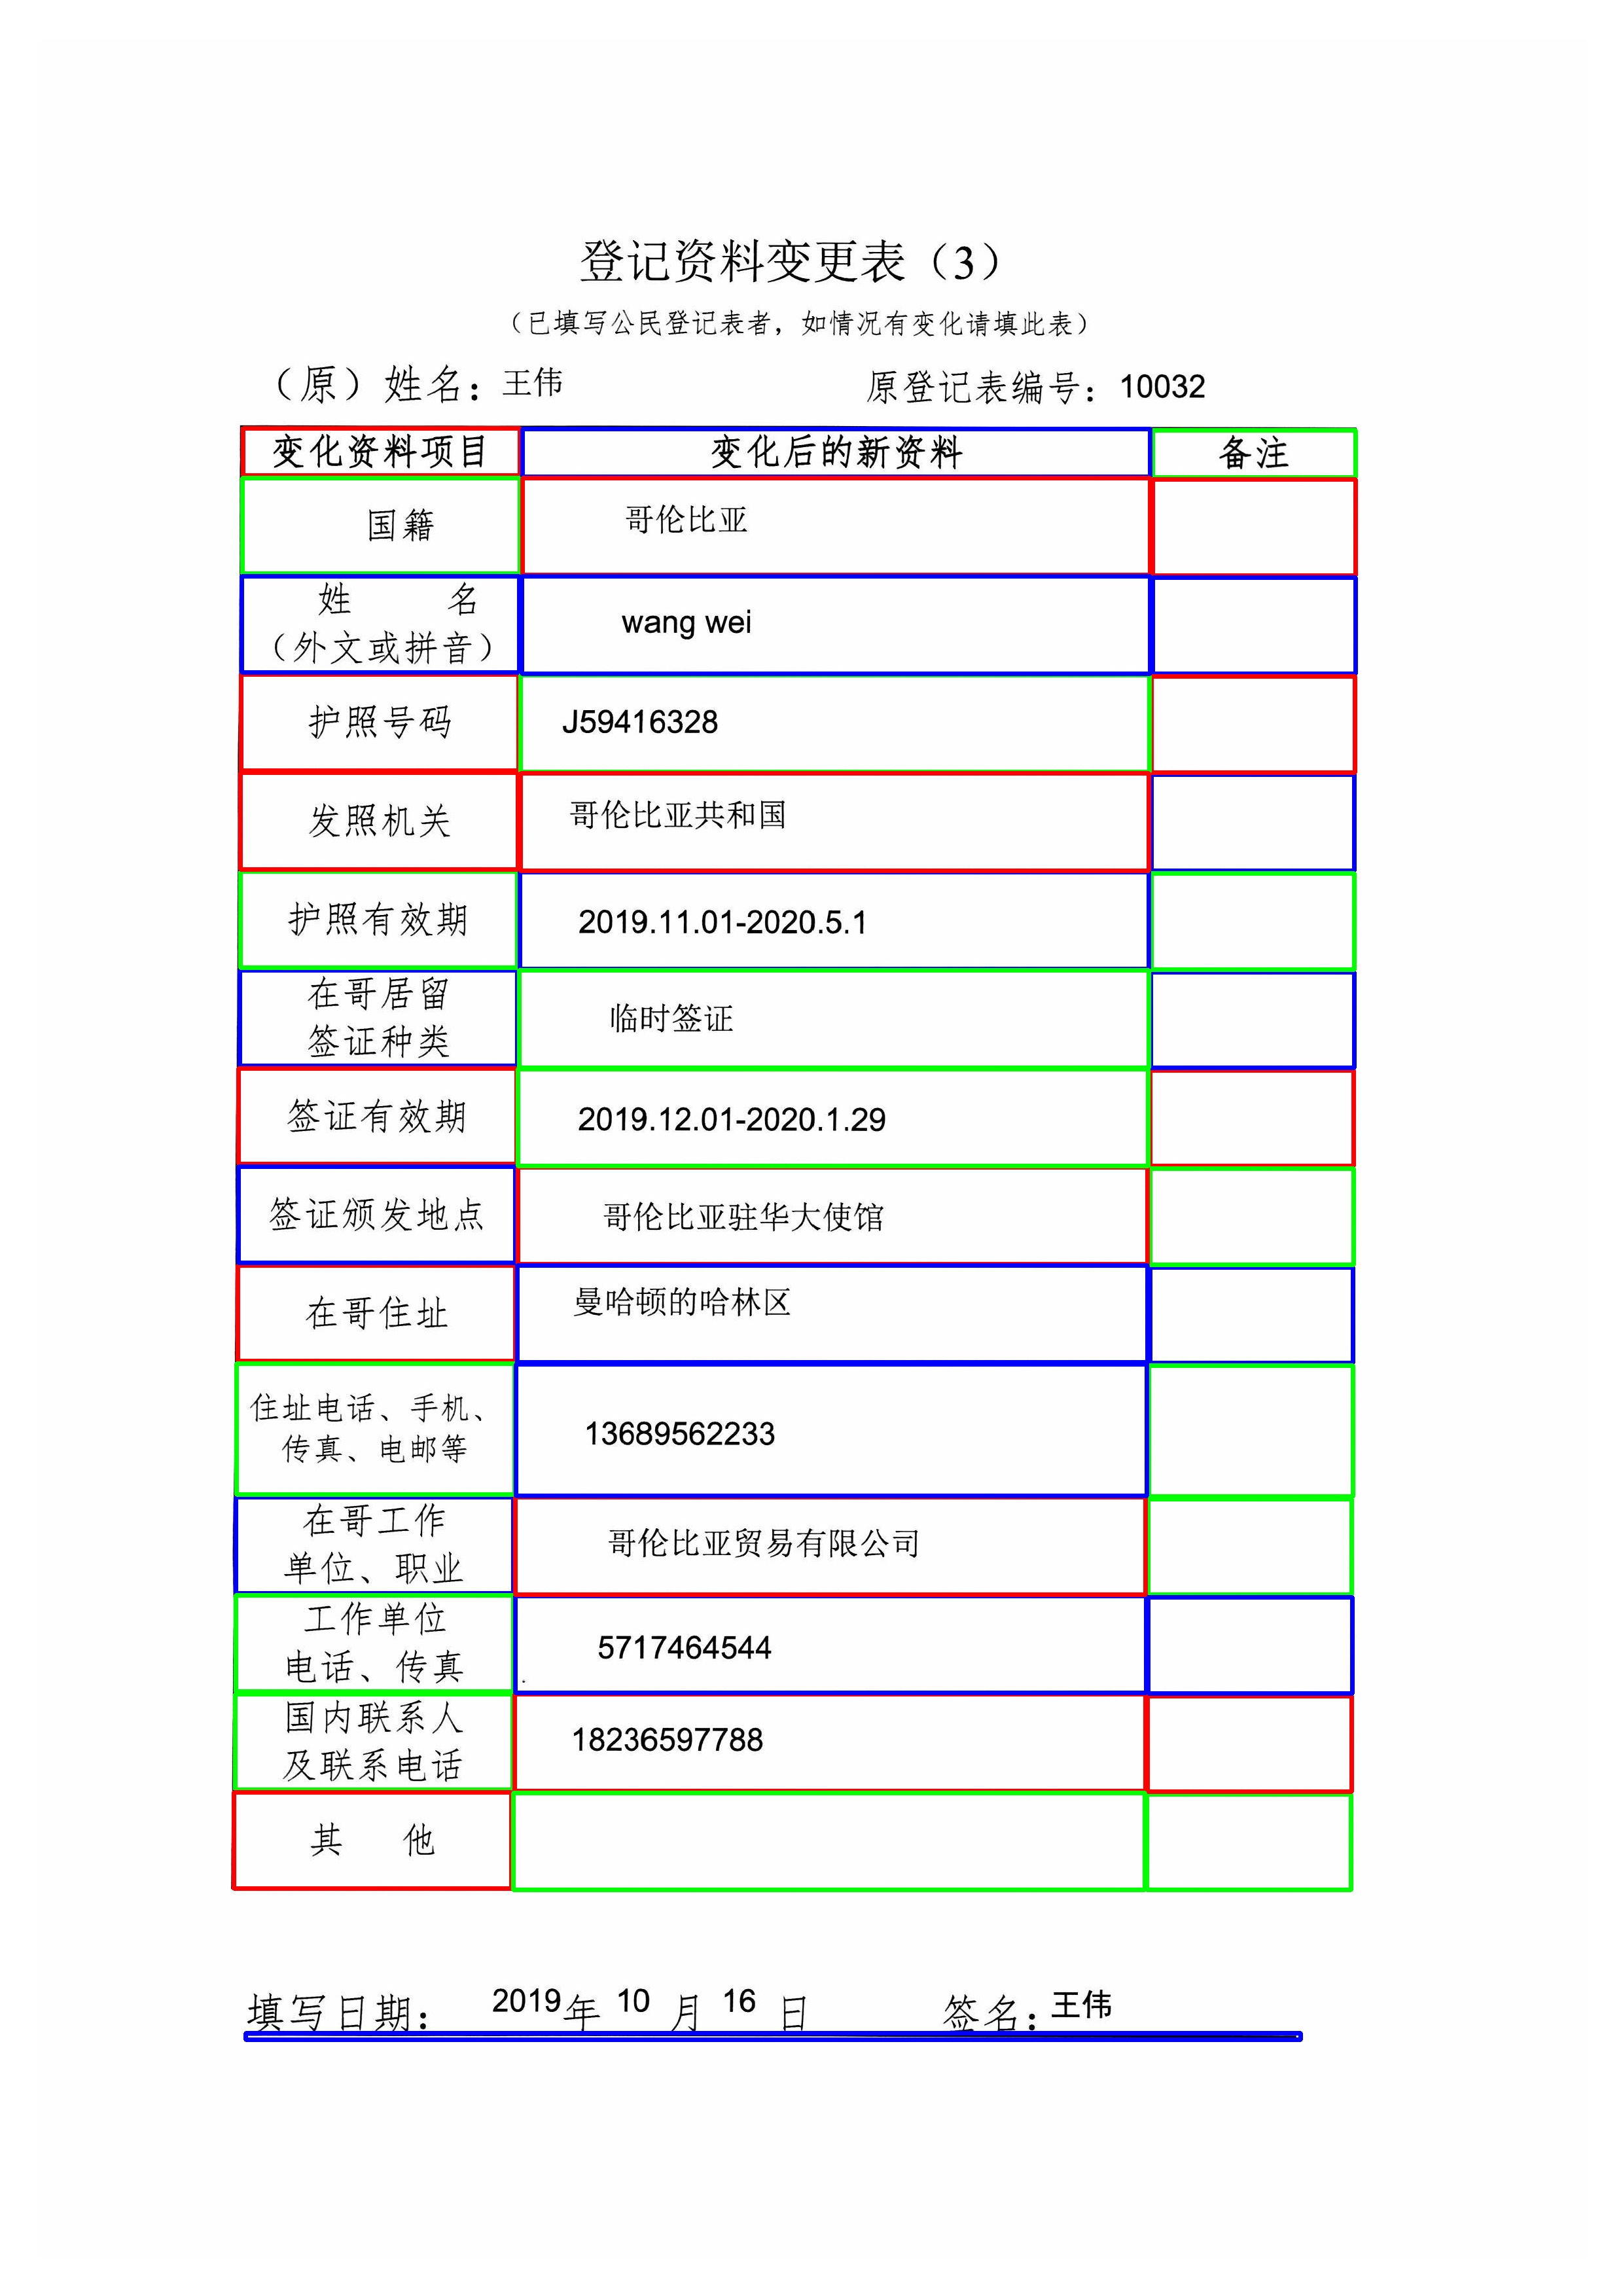 登记资料变更表（3）
（已填写公民登记表者，如情况有变化请填此表）
（原）姓名：王伟 原登记表编号：10032
变化资料项目 变化后的新资料 备注
国籍 哥伦比亚
姓 名
（外文或拼音） wang wei
护照号码 J59416328
发照机关 哥伦比亚共和国
护照有效期 2019.11.01-2020.5.1
在哥居留
签证种类 临时签证
签证有效期 2019.12.01-2020.1.29
签证颁发地点 哥伦比亚驻华大使馆
在哥住址 曼哈顿的哈林区
住址电话、手机、
传真、电邮等 13689562233
在哥工作
单位、职业 哥伦比亚贸易有限公司
工作单位
电话、传真 5717464544
国内联系人
及联系电话 18236597788
其 他
填写日期： 2019年 10 月 16 日 签名：王伟